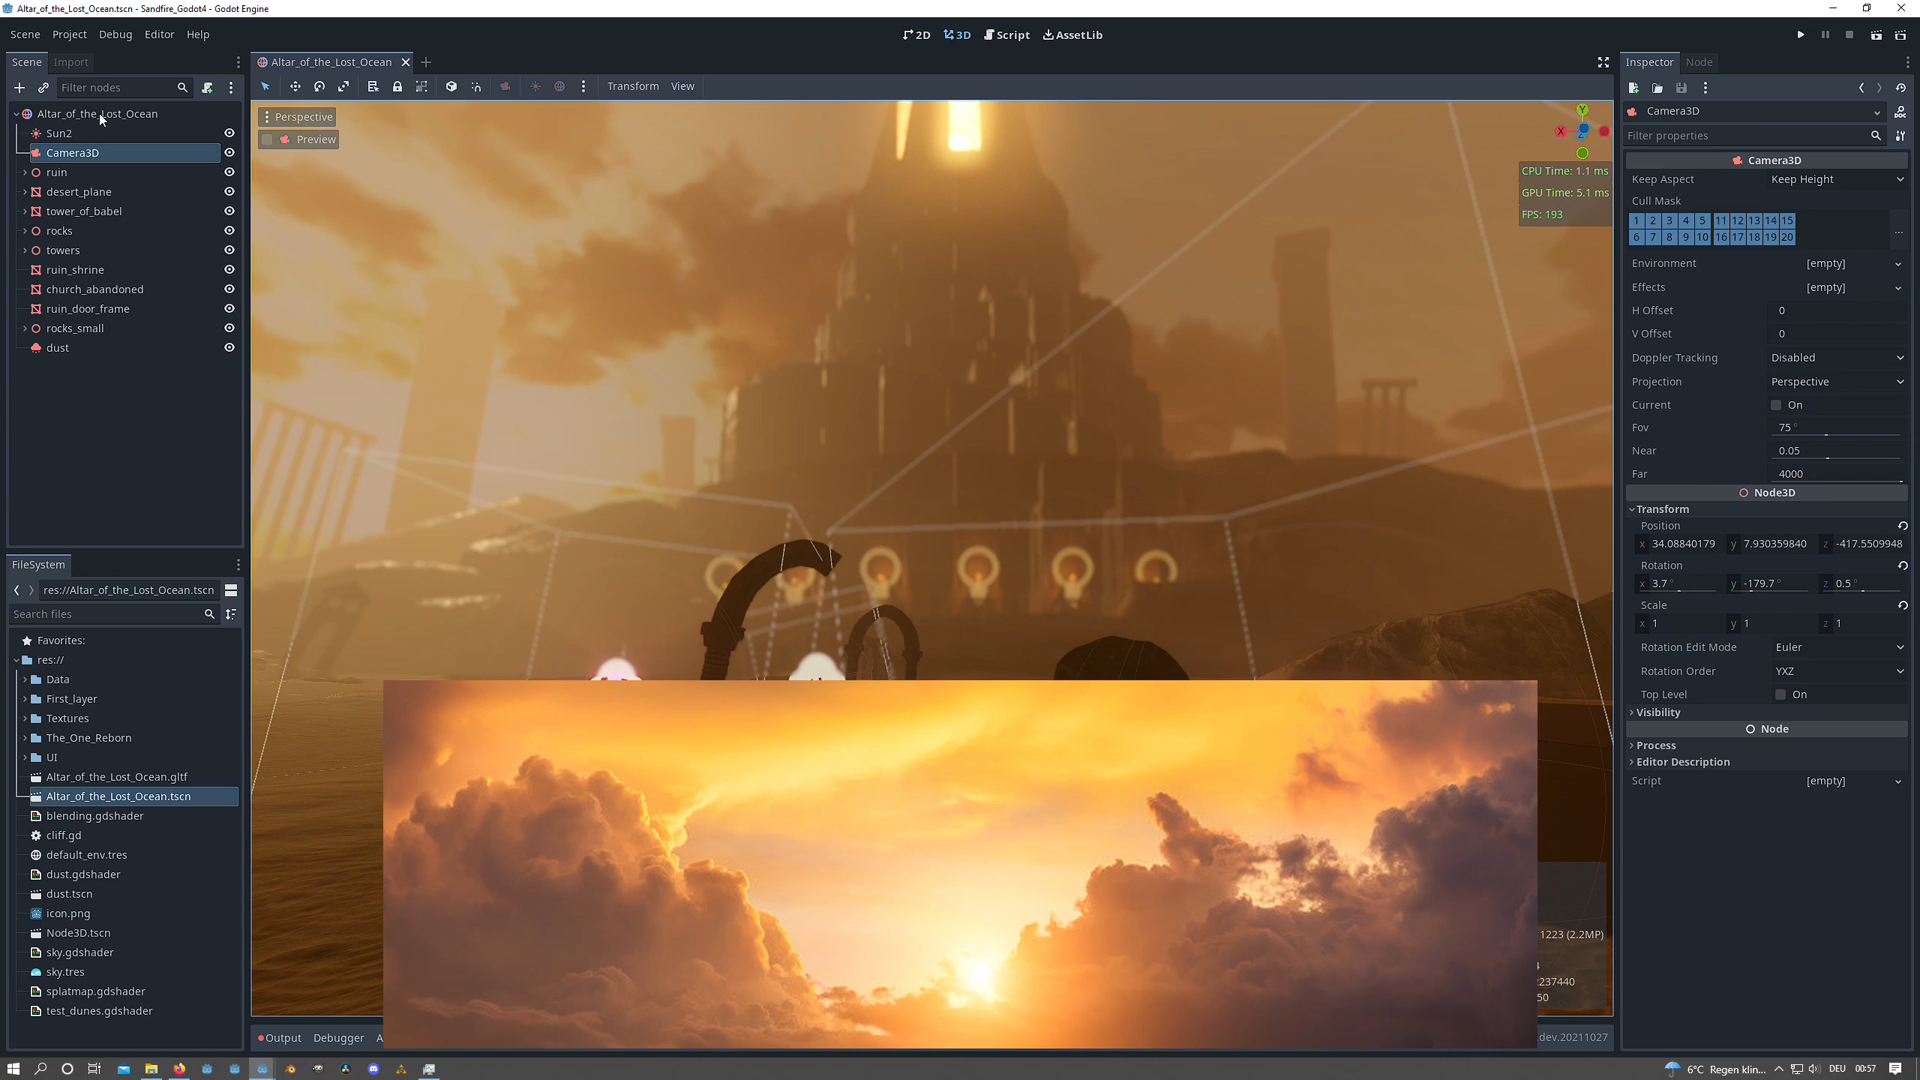 Altar_of_the_Lost_Ocean.tscn - Sandfire_Godot4 - Godot Engine
Scene Project Debug Editor Help
2D 3D Script AssetLib
Scene Import
Filter nodes
Altar_of_the_Lost_Ocean
Sun2
Camera3D
ruin
desert_plane
tower_of_babel
rocks
towers
ruin_shrine
church_abandoned
ruin_door_frame
rocks_small
dust
FileSystem
res://Altar_of_the_Lost_Ocean.tscn
Search files
Favorites:
res://
Data
First_layer
Textures
The_One_Reborn
UI
Altar_of_the_Lost_Ocean.gltf
Altar_of_the_Lost_Ocean.tscn
blending.gdshader
cliff.gd
default_env.tres
dust.gdshader
dust.tscn
icon.png
Node3D.tscn
sky.gdshader
sky.tres
splatmap.gdshader
test_dunes.gdshader
Altar_of_the_Lost_Ocean
Transform View
Perspective
Preview
Y
X
Z
CPU Time: 1.1 ms
GPU Time: 5.1 ms
FPS: 193
1223 (2.2MP)
237440
50
Output Debugger A
.dev.20211027
Inspector Node
Camera3D
Filter properties
Camera3D
Keep Aspect Keep Height
Cull Mask
1 2 3 4 5 11 12 13 14 15
6 7 8 9 10 16 17 18 19 20
...
Environment [empty]
Effects [empty]
H Offset 0
V Offset 0
Doppler Tracking Disabled
Projection Perspective
Current On
Fov 75 °
Near 0.05
Far 4000
Node3D
Transform
Position
x 34.08840179 y 7.930359840 z -417.5509948
Rotation
x 3.7 ° y -179.7 ° z 0.5 °
Scale
x 1 y 1 z 1
Rotation Edit Mode Euler
Rotation Order YXZ
Top Level On
Visibility
Node
Process
Editor Description
Script [empty]
6°C Regen klin... DEU 00:57